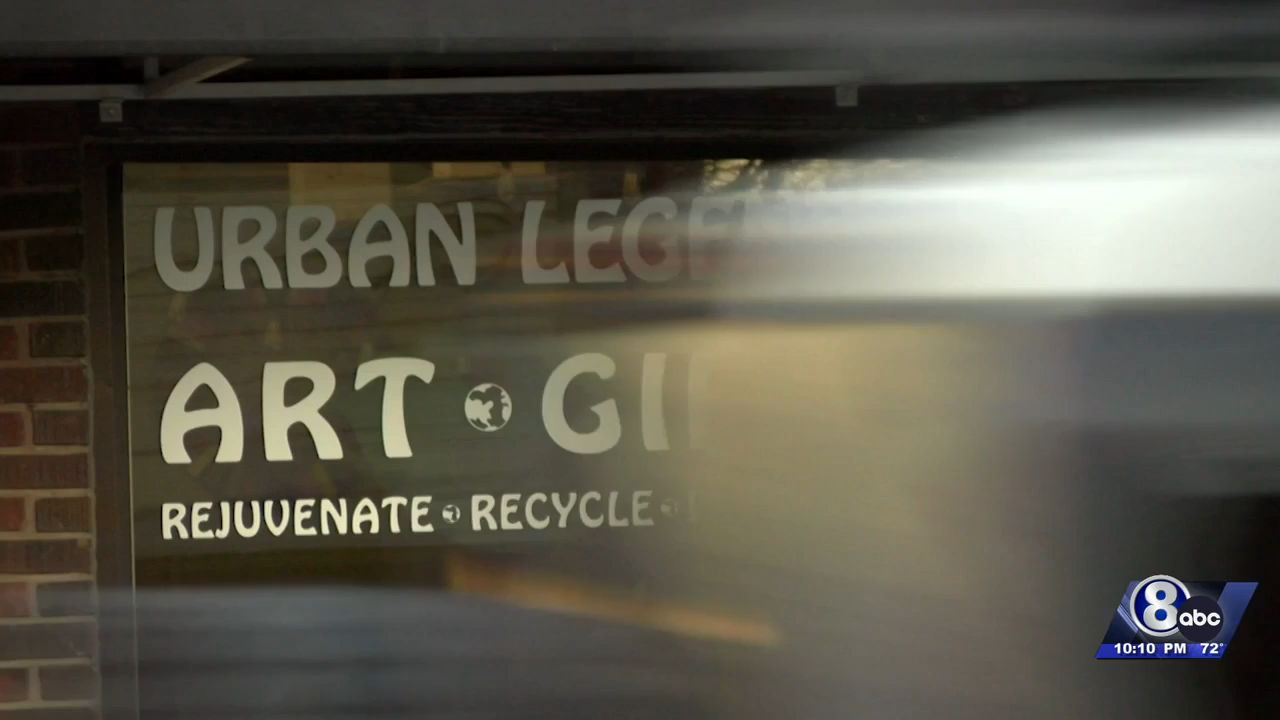 URBAN
ART
REJUVENATE • RECYCLE
8 abc
10:10 PM 72°